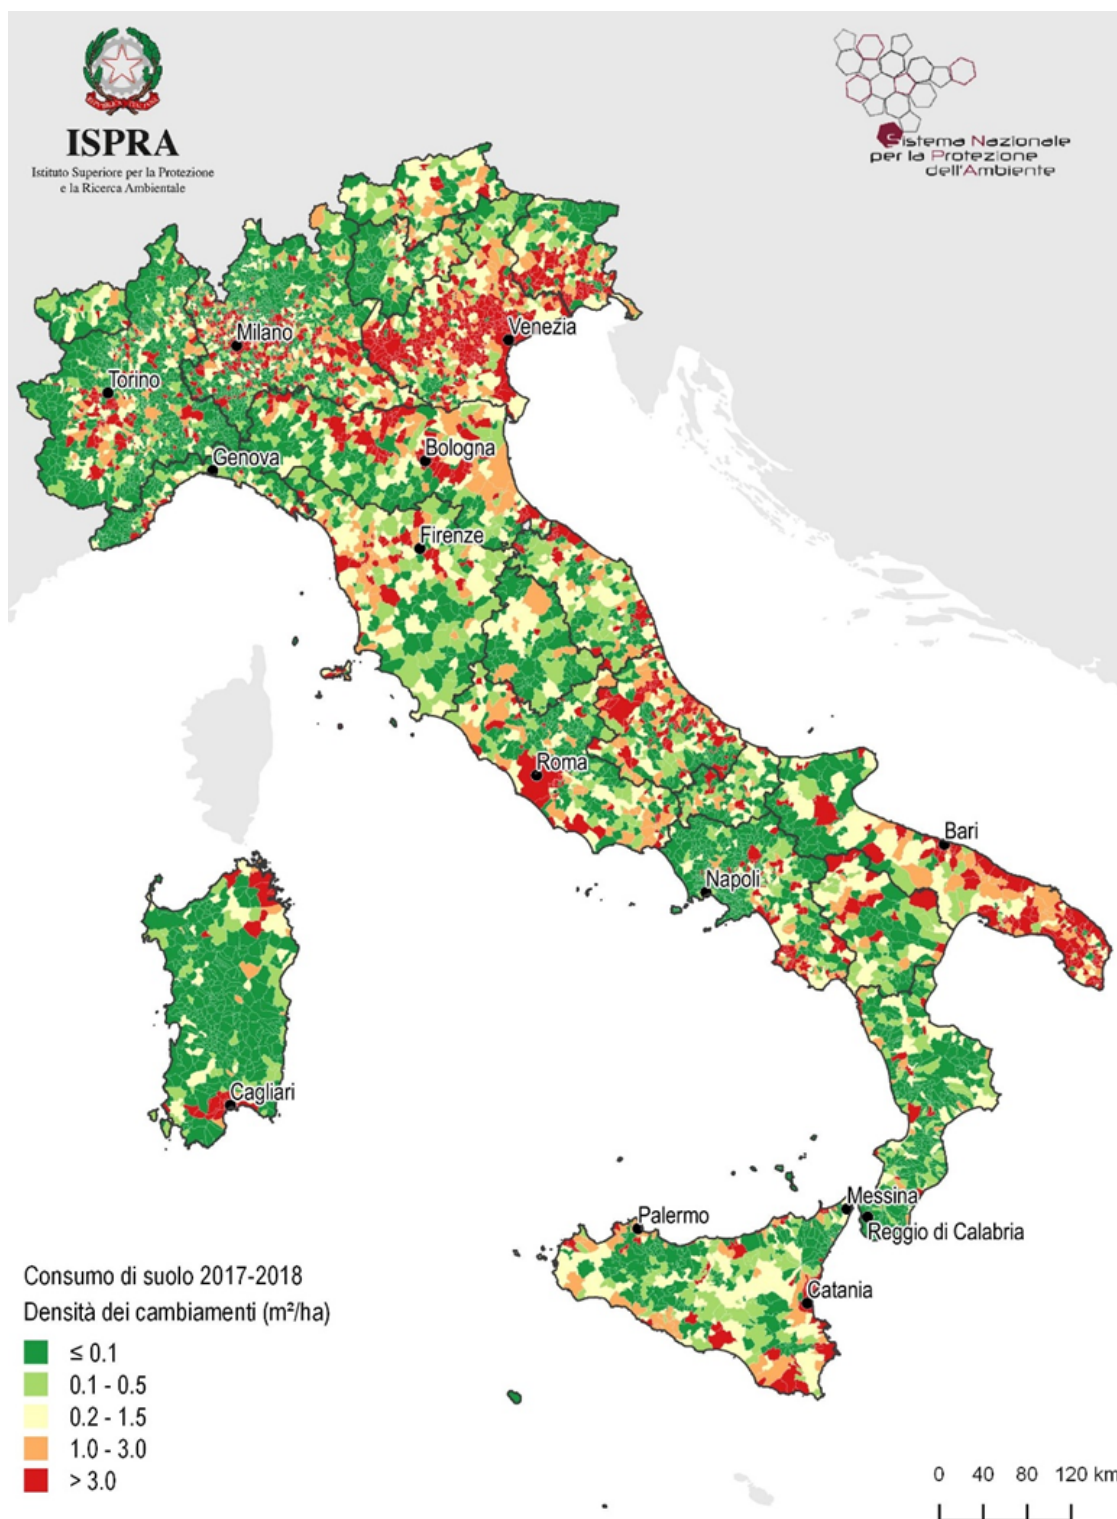 ISPRA
Istituto Superiore per la Protezione
e la Ricerca Ambientale
Sistema Nazionale
per la Protezione
dell'Ambiente
Milano
Venezia
Torino
Genova
Bologna
Firenze
Roma
Bari
Napoli
Cagliari
Messina
Palermo
Reggio di Calabria
Catania
Consumo di suolo 2017-2018
Densità dei cambiamenti (m²/ha)
≤ 0.1
0.1 - 0.5
0.2 - 1.5
1.0 - 3.0
> 3.0
0 40 80 120 km